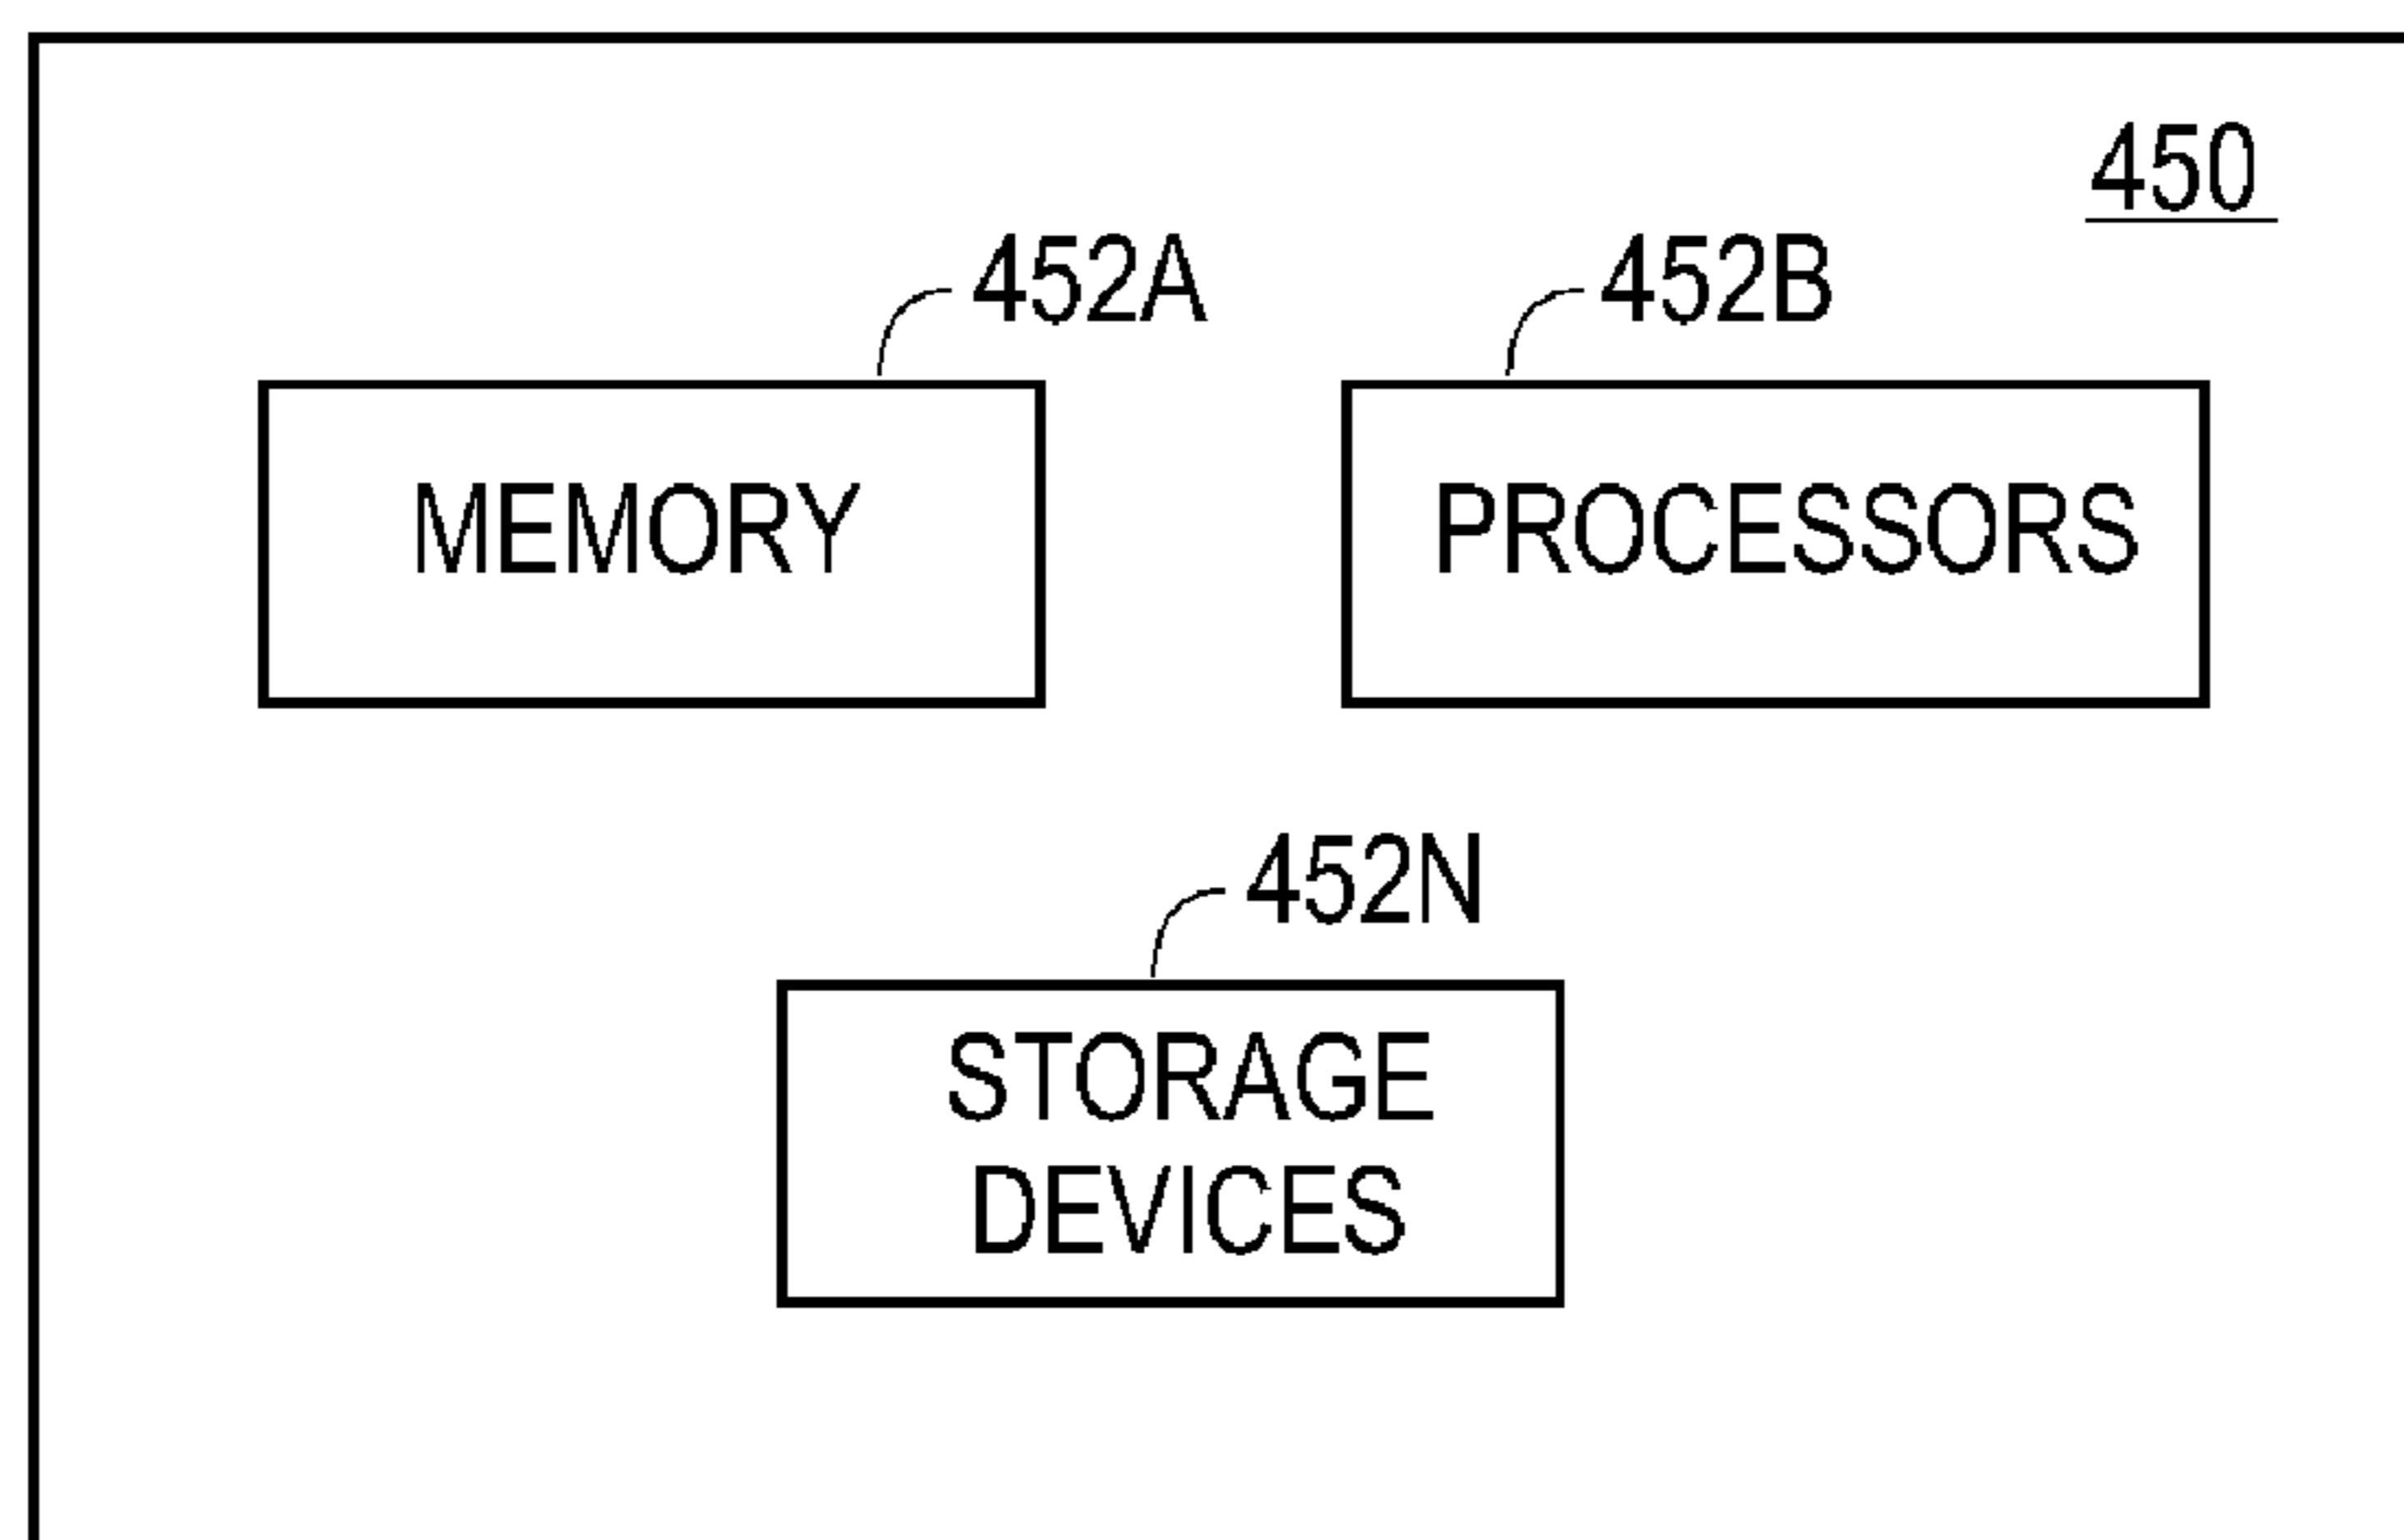 450
452A
452B
MEMORY
PROCESSORS
452N
STORAGE
DEVICES